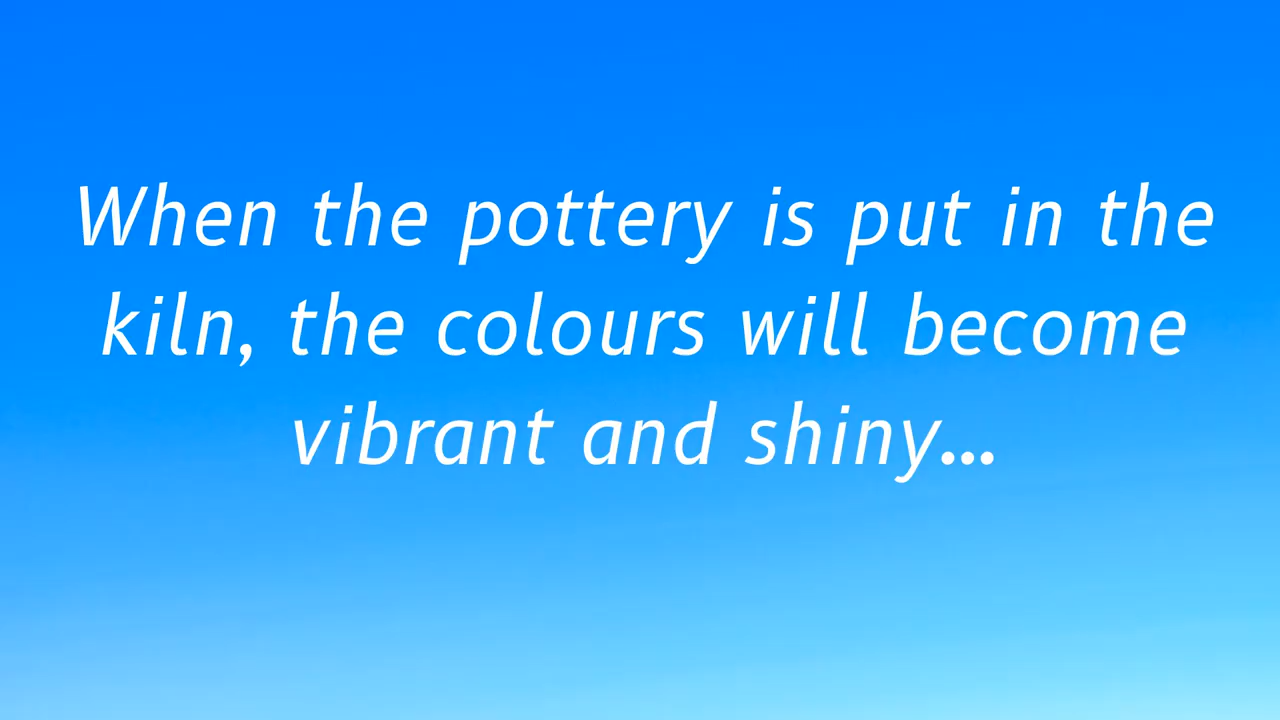 When the pottery is put in the
kiln, the colours will become
vibrant and shiny...